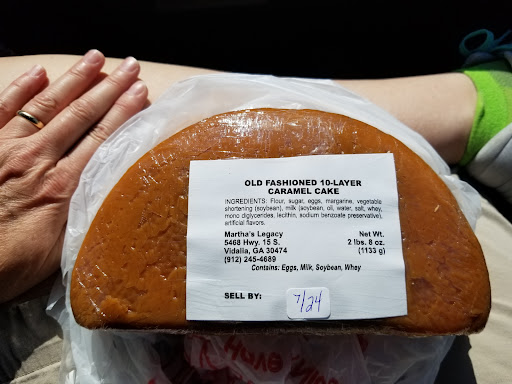 OLD FASHIONED 10-LAYER
CARAMEL CAKE
INGREDIENTS: Flour, sugar, eggs, margarine, vegetable
shortening (soybean), milk (soybean, oil, water, salt, whey,
mono diglycerides, lecithin, sodium benzoate preservative),
artificial flavors.
Martha's Legacy Net Wt.
5468 Hwy. 15 S. 2 lbs. 8 oz.
Vidalia, GA 30474 (1133 g)
(912) 245-4689
Contains: Eggs, Milk, Soybean, Whey
SELL BY: 7/24